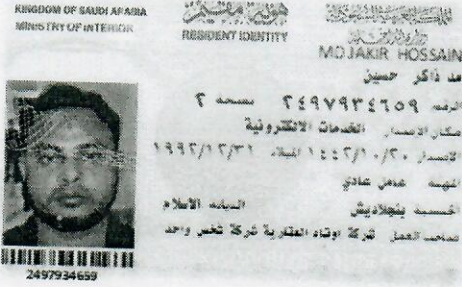 KINGDOM OF SAUDI ARABIA
MINISTRY OF INTERIOR
هوية مقيم
RESIDENT IDENTITY
MD JAKIR HOSSAIN
مد ذاكر حسين
الرقم ٢٤٩٧٩٣٤٦٥٩ نسخة ٢
مكان الاصدار الخدمات الالكترونية
الاصدار ١٤٤٢/١٠/٢٠ الميلاد ١٩٩٢/١٢/٣١
المهنة عامل عادي
الجنسية بنجلاديش الديانة الاسلام
صاحب العمل شركة اوتاد العقارية شركة شخص واحد
2497934659